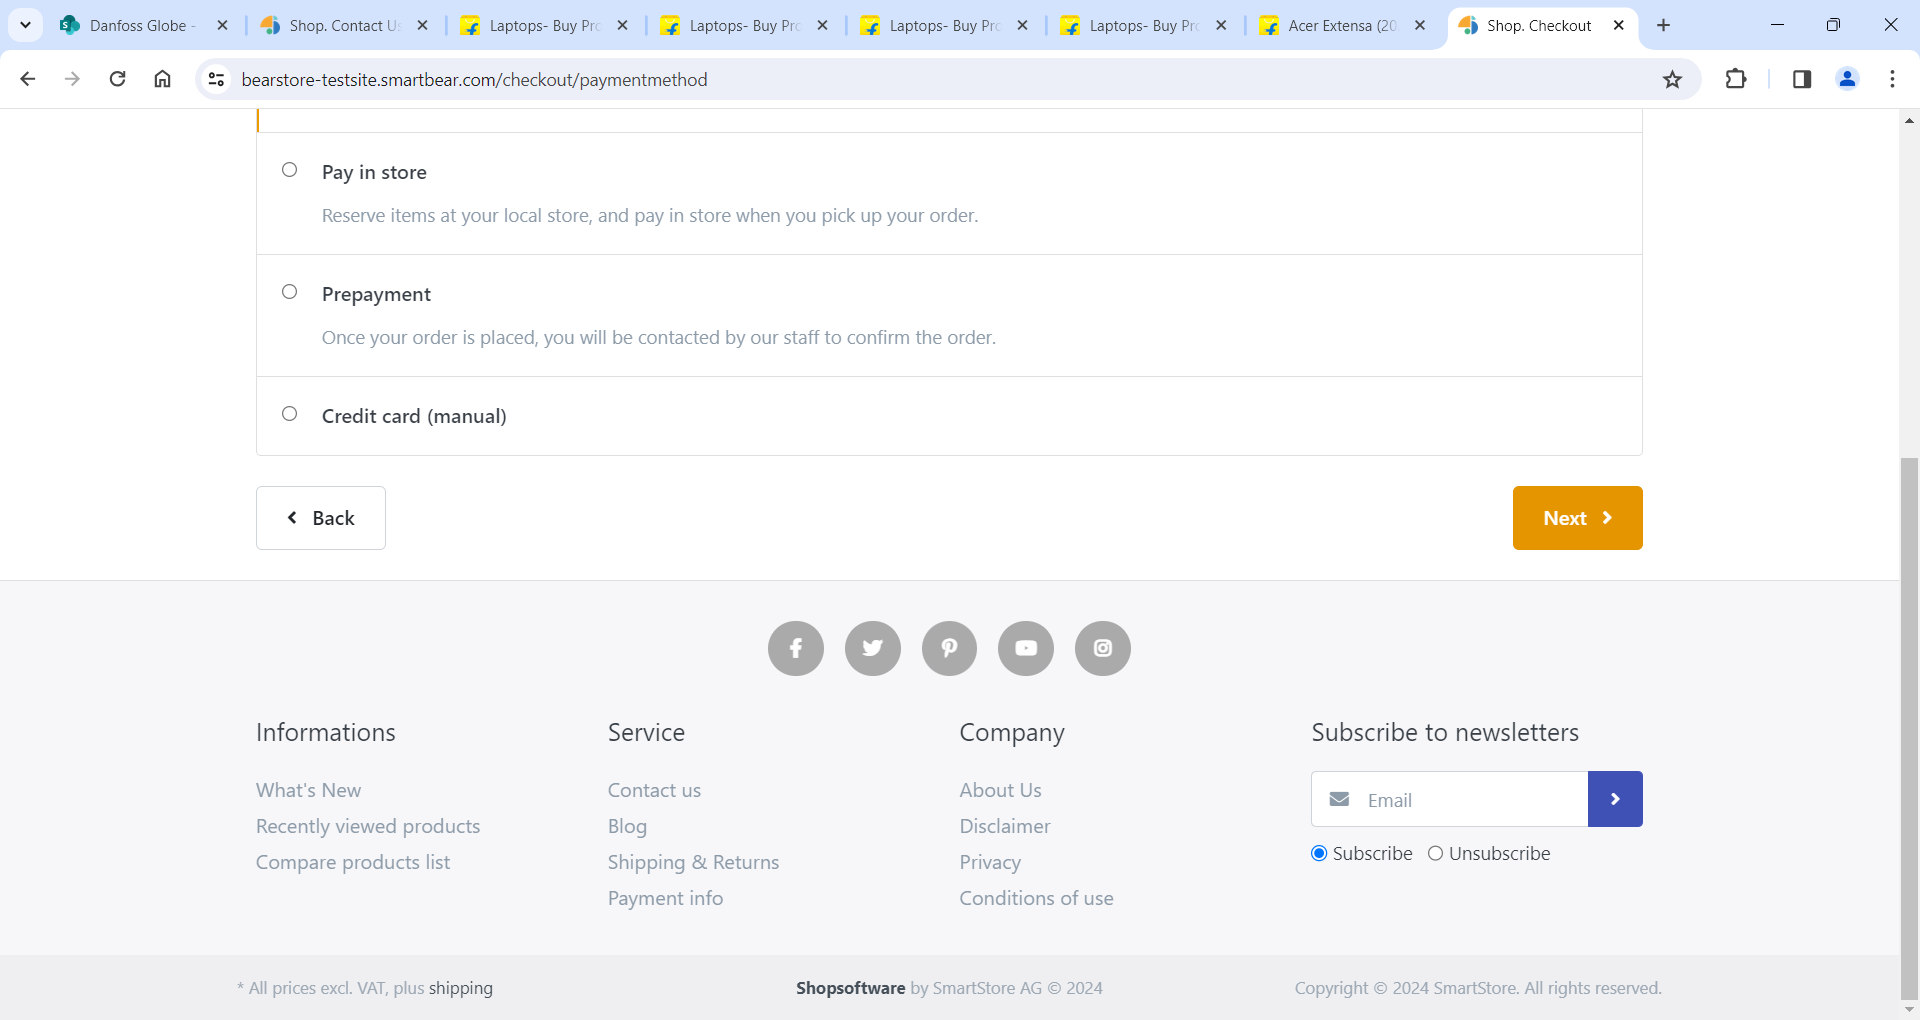 Danfoss Globe -
Shop. Contact Us
Laptops- Buy Pro
Laptops- Buy Pro
Laptops- Buy Pro
Laptops- Buy Pro
Acer Extensa (20
Shop. Checkout
bearstore-testsite.smartbear.com/checkout/paymentmethod
Pay in store
Reserve items at your local store, and pay in store when you pick up your order.
Prepayment
Once your order is placed, you will be contacted by our staff to confirm the order.
Credit card (manual)
Back
Next
Informations
What's New
Recently viewed products
Compare products list
Service
Contact us
Blog
Shipping & Returns
Payment info
Company
About Us
Disclaimer
Privacy
Conditions of use
Subscribe to newsletters
Email
Subscribe Unsubscribe
* All prices excl. VAT, plus shipping
Shopsoftware by SmartStore AG © 2024
Copyright © 2024 SmartStore. All rights reserved.